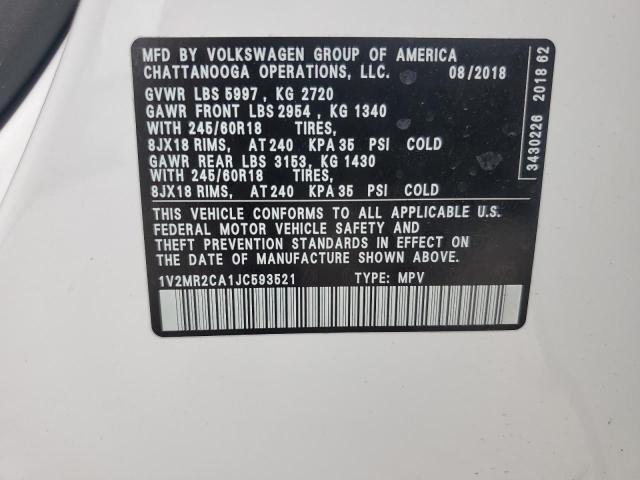 MFD BY VOLKSWAGEN GROUP OF AMERICA
CHATTANOOGA OPERATIONS, LLC. 08/2018
GVWR LBS 5997 , KG 2720
GAWR FRONT LBS 2954 , KG 1340
WITH 245/60R18 TIRES,
8JX18 RIMS, AT 240 KPA 35 PSI COLD
GAWR REAR LBS 3153, KG 1430
WITH 245/60R18 TIRES,
8JX18 RIMS, AT 240 KPA 35 PSI COLD
THIS VEHICLE CONFORMS TO ALL APPLICABLE U.S.
FEDERAL MOTOR VEHICLE SAFETY AND
THEFT PREVENTION STANDARDS IN EFFECT ON
THE DATE OF MANUFACTURE SHOWN ABOVE.
1V2MR2CA1JC593521 TYPE: MPV
3430226 2018 62